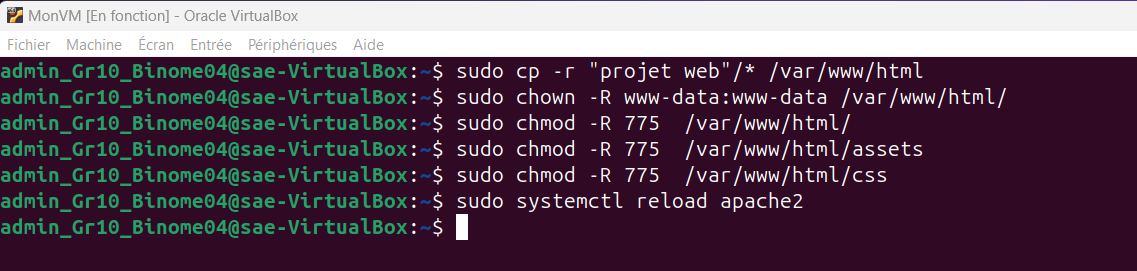 MonVM [En fonction] - Oracle VirtualBox
Fichier Machine Écran Entrée Périphériques Aide
admin_Gr10_Binome04@sae-VirtualBox:~$ sudo cp -r "projet web"/* /var/www/html
admin_Gr10_Binome04@sae-VirtualBox:~$ sudo chown -R www-data:www-data /var/www/html/
admin_Gr10_Binome04@sae-VirtualBox:~$ sudo chmod -R 775  /var/www/html/
admin_Gr10_Binome04@sae-VirtualBox:~$ sudo chmod -R 775  /var/www/html/assets
admin_Gr10_Binome04@sae-VirtualBox:~$ sudo chmod -R 775  /var/www/html/css
admin_Gr10_Binome04@sae-VirtualBox:~$ sudo systemctl reload apache2
admin_Gr10_Binome04@sae-VirtualBox:~$